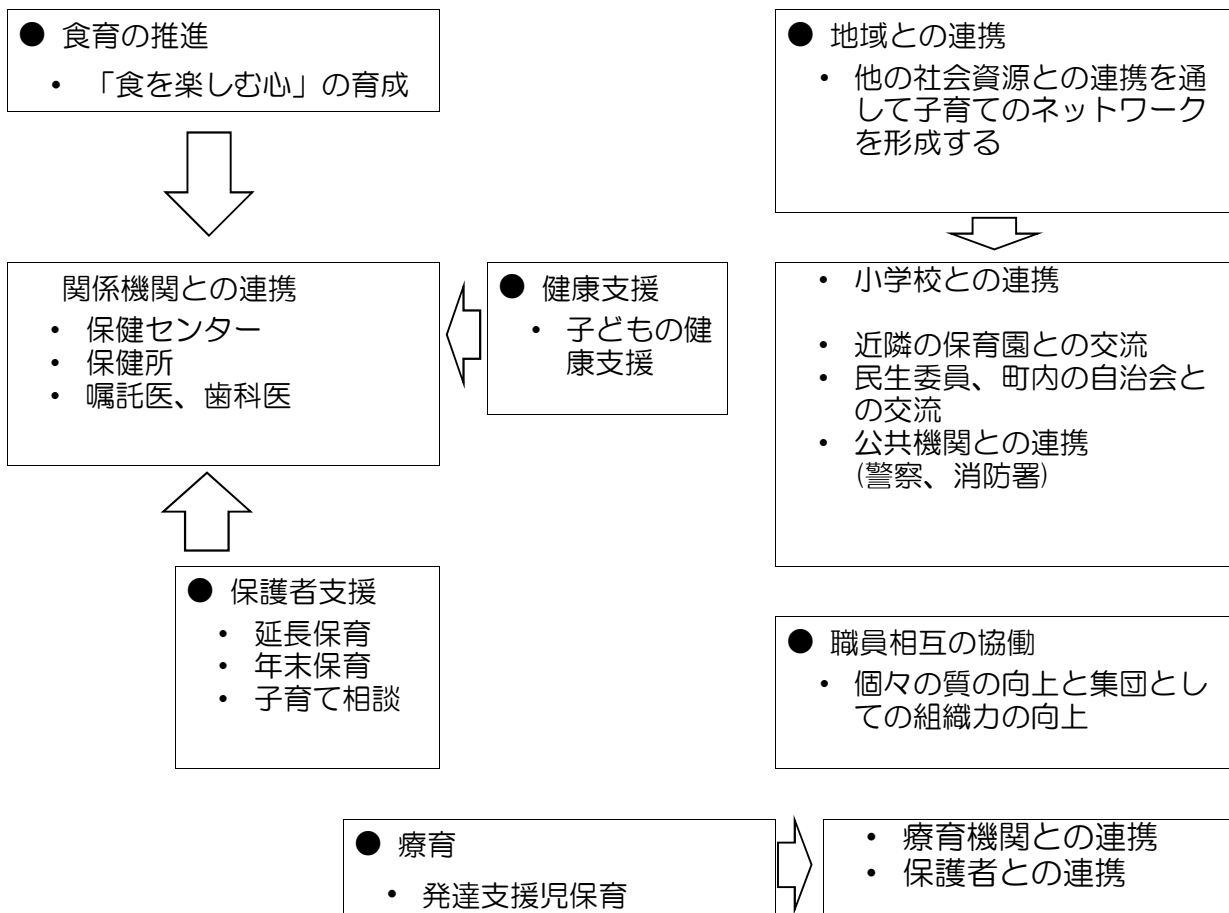 ● 食育の推進
・ 「食を楽しむ心」の育成
● 地域との連携
・ 他の社会資源との連携を通
して子育てのネットワーク
を形成する
関係機関との連携
・ 保健センター
・ 保健所
・ 嘱託医、歯科医
● 健康支援
・ 子どもの健
康支援
・ 小学校との連携
・ 近隣の保育園との交流
・ 民生委員、町内の自治会と
の交流
・ 公共機関との連携
(警察、消防署)
● 保護者支援
・ 延長保育
・ 年末保育
・ 子育て相談
● 職員相互の協働
・ 個々の質の向上と集団とし
ての組織力の向上
● 療育
・ 発達支援児保育
・ 療育機関との連携
・ 保護者との連携